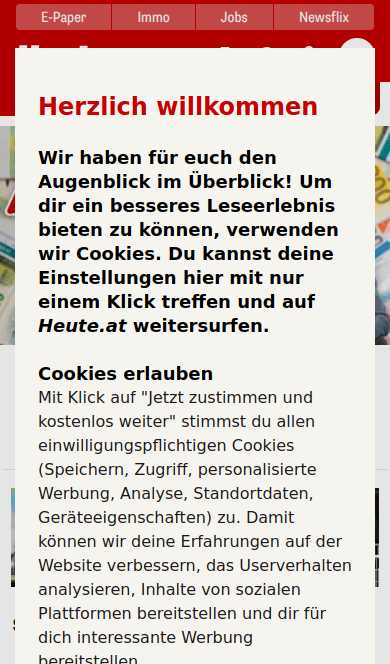 E-Paper
Immo
Jobs
Newsflix
Herzlich willkommen
Wir haben für euch den
Augenblick im Überblick! Um
dir ein besseres Leseerlebnis
bieten zu können, verwenden
wir Cookies. Du kannst deine
Einstellungen hier mit nur
einem Klick treffen und auf
Heute.at weitersurfen.
Cookies erlauben
Mit Klick auf "Jetzt zustimmen und
kostenlos weiter" stimmst du allen
einwilligungspflichtigen Cookies
(Speichern, Zugriff, personalisierte
Werbung, Analyse, Standortdaten,
Geräteeigenschaften) zu. Damit
können wir deine Erfahrungen auf der
Website verbessern, das Userverhalten
analysieren, Inhalte von sozialen
Plattformen bereitstellen und dir für
dich interessante Werbung
bereitstellen